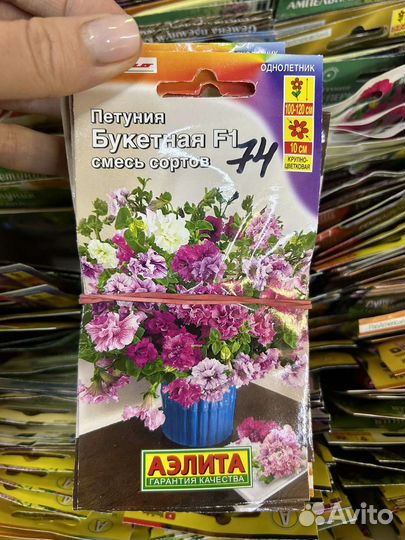 ОДНОЛЕТНИК
Петуния
Букетная F1
смесь сортов
74
100-120 см
10 см
КРУПНО-
ЦВЕТКОВАЯ
АЭЛИТА
ГАРАНТИЯ КАЧЕСТВА
Avito